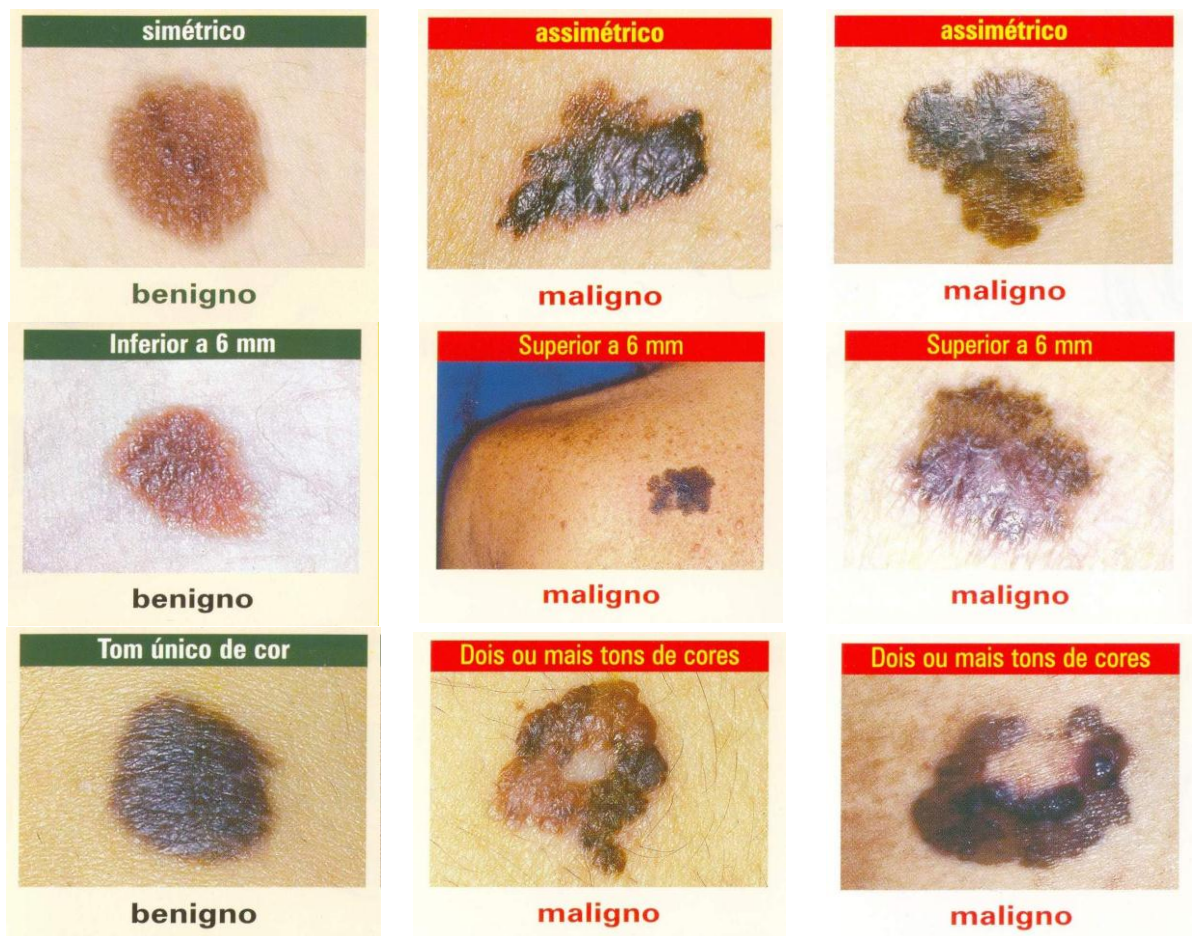 simétrico
assimétrico
assimétrico
benigno
maligno
maligno
Inferior a 6 mm
Superior a 6 mm
Superior a 6 mm
benigno
maligno
maligno
Tom único de cor
Dois ou mais tons de cores
Dois ou mais tons de cores
benigno
maligno
maligno